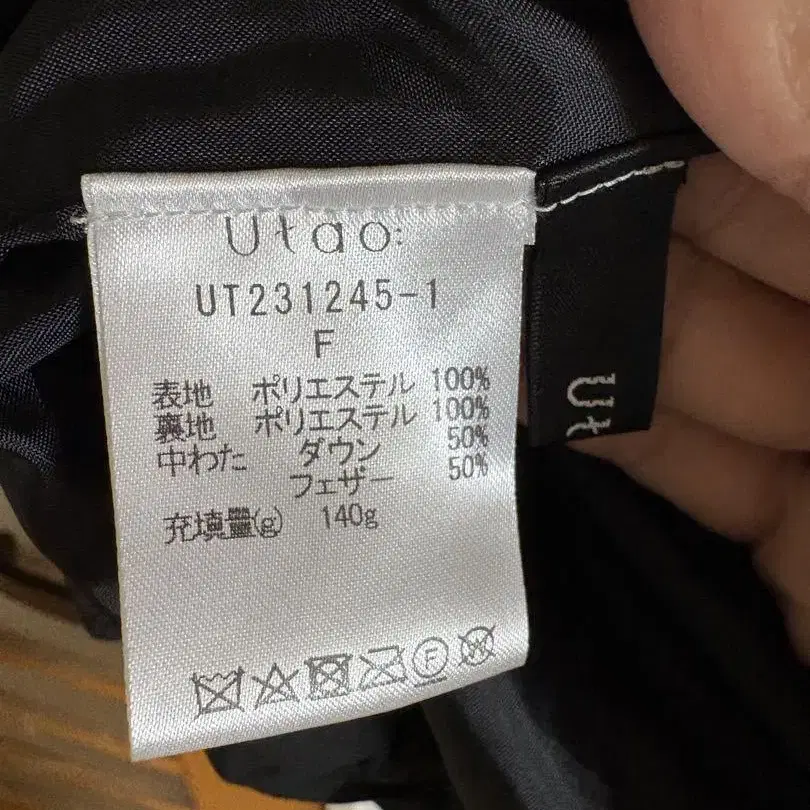 Utao:
UT231245-1
F
表地 ポリエステル 100%
裏地 ポリエステル 100%
中わた ダウン 50%
フェザー 50%
充填量(g) 140g
F
W
Ut